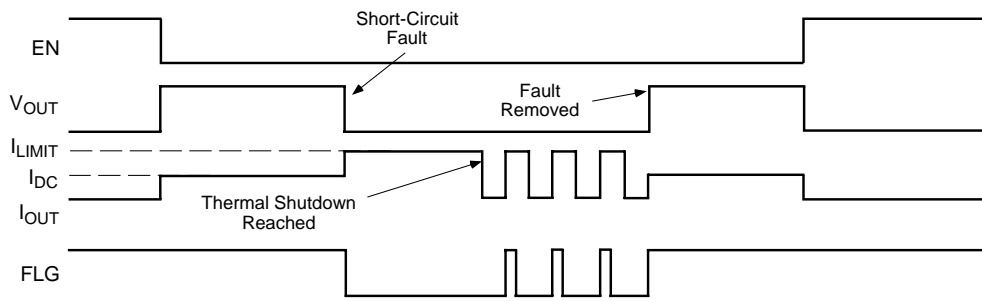 Short-Circuit
Fault
EN
Fault
Removed
VOUT
ILIMIT
IDC
Thermal Shutdown
Reached
IOUT
FLG